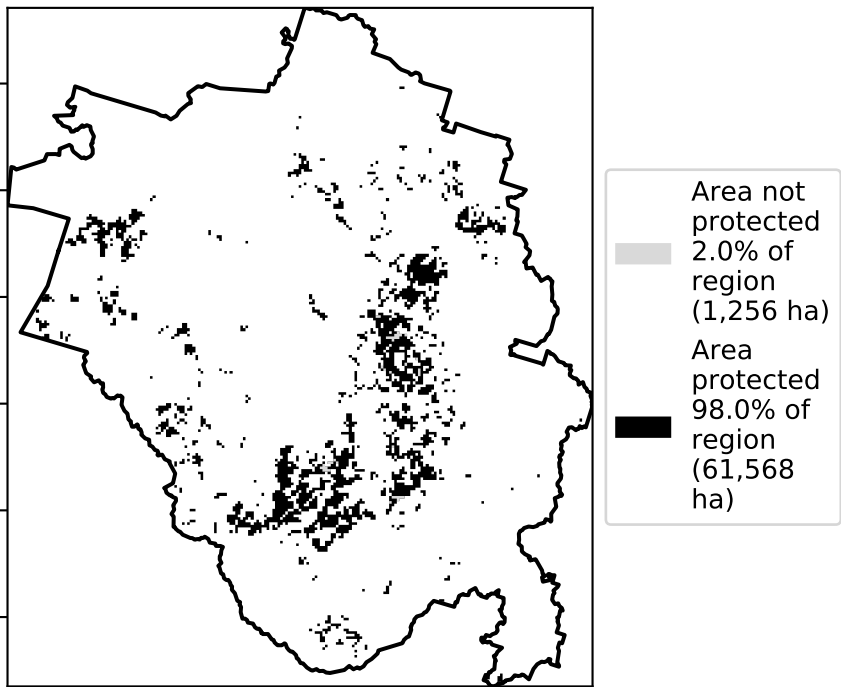 Area not
protected
2.0% of
region
(1,256 ha)
Area
protected
98.0% of
region
(61,568
ha)